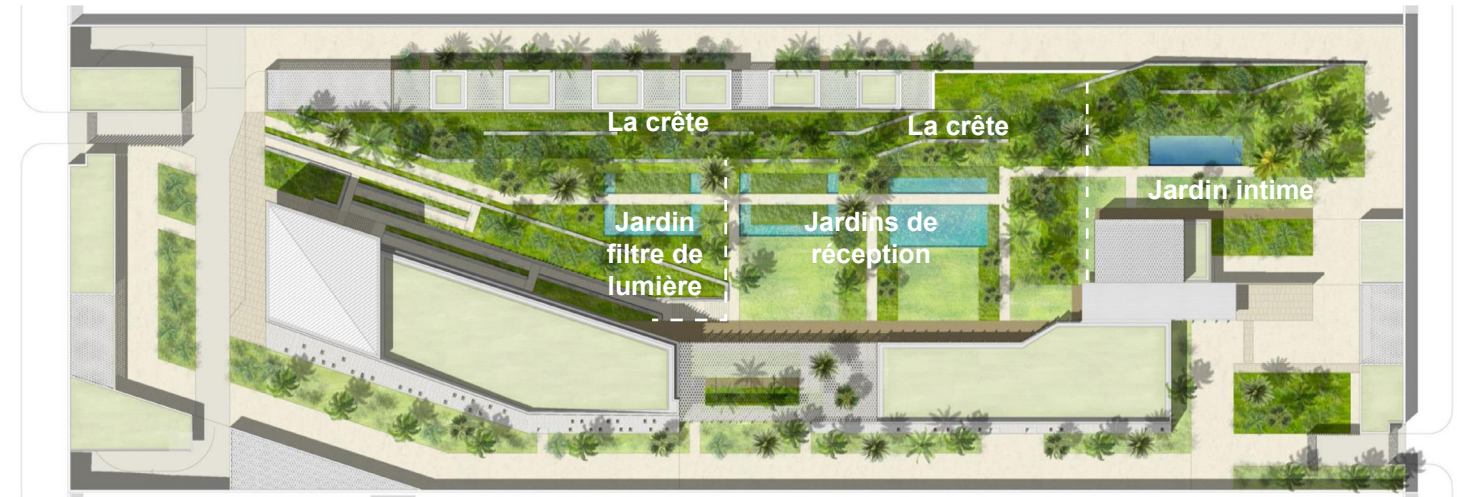 La crête
La crête
Jardin intime
Jardin
filtre de
lumière
Jardins de
réception